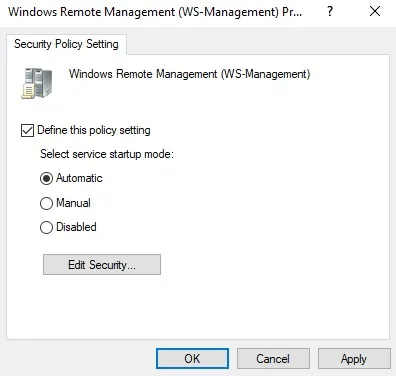 Windows Remote Management (WS-Management) Pr...
Security Policy Setting
Windows Remote Management (WS-Management)
Define this policy setting
Select service startup mode:
Automatic
Manual
Disabled
Edit Security...
OK Cancel Apply